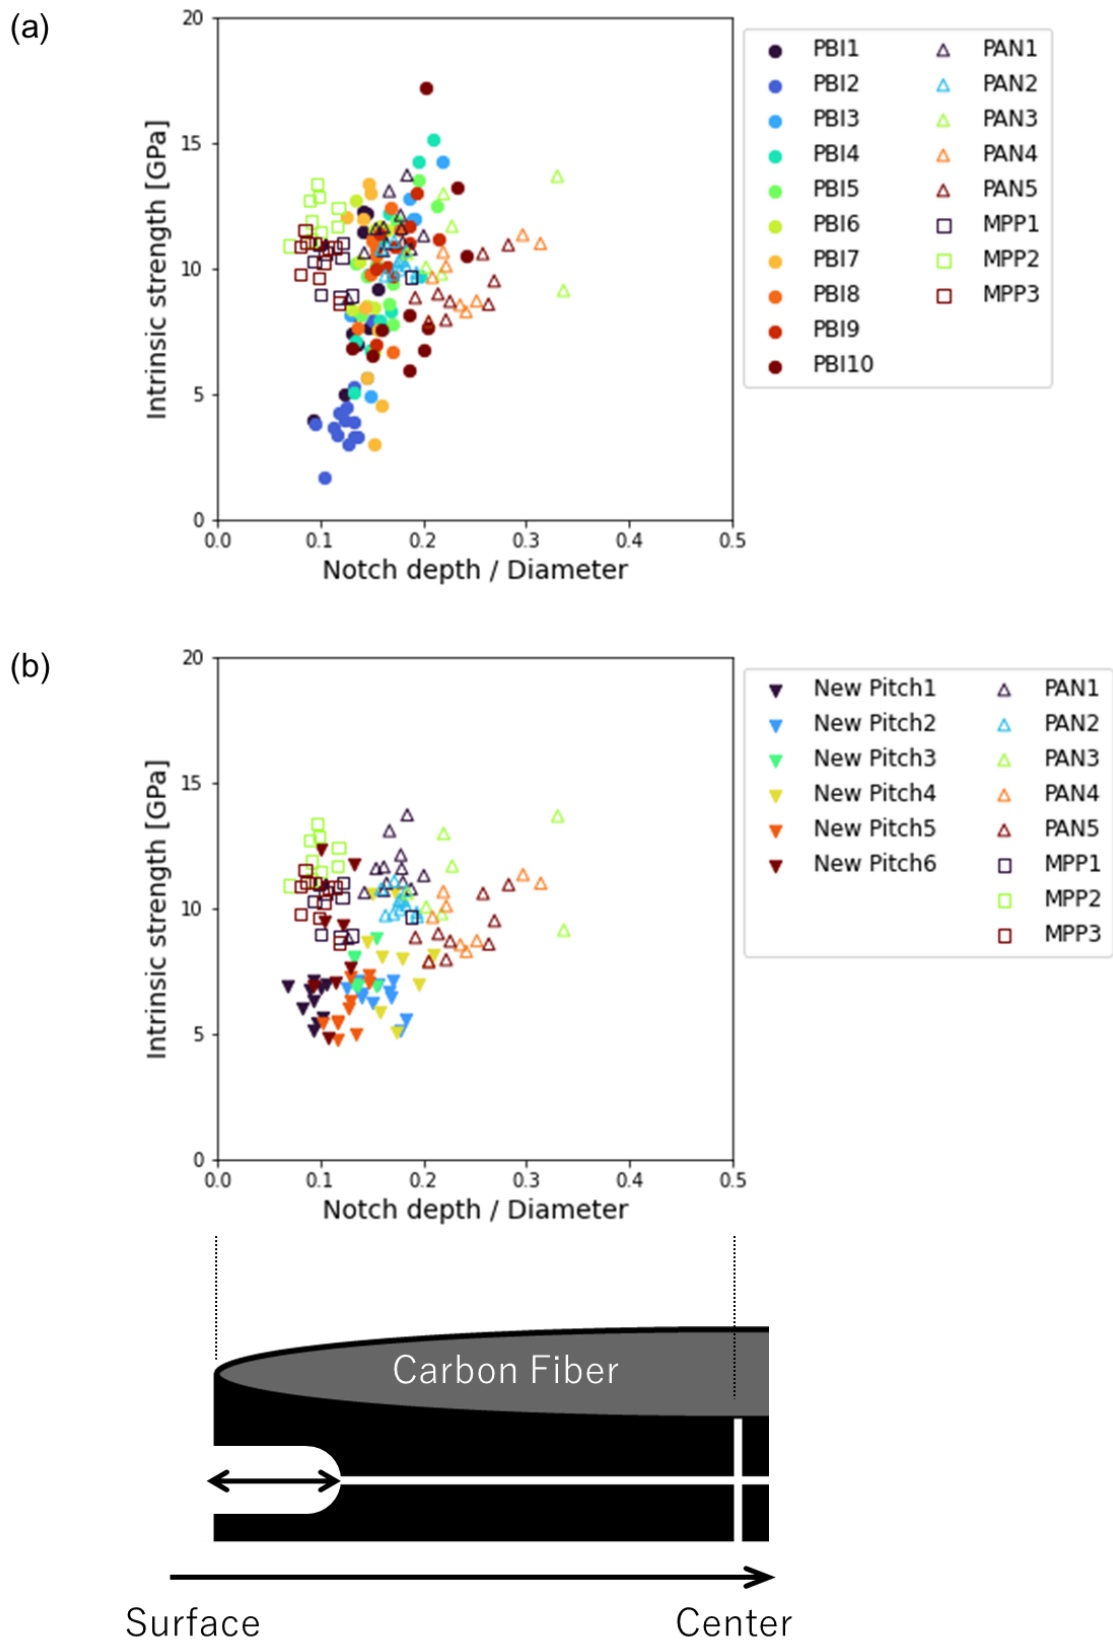 (a)
20
15
10
5
0
Intrinsic strength [GPa]
0.0 0.1 0.2 0.3 0.4 0.5
Notch depth / Diameter
PBI1 PAN1
PBI2 PAN2
PBI3 PAN3
PBI4 PAN4
PBI5 PAN5
PBI6 MPP1
PBI7 MPP2
PBI8 MPP3
PBI9
PBI10
(b)
20
15
10
5
0
Intrinsic strength [GPa]
0.0 0.1 0.2 0.3 0.4 0.5
Notch depth / Diameter
New Pitch1 PAN1
New Pitch2 PAN2
New Pitch3 PAN3
New Pitch4 PAN4
New Pitch5 PAN5
New Pitch6 MPP1
MPP2
MPP3
Carbon Fiber
Surface Center